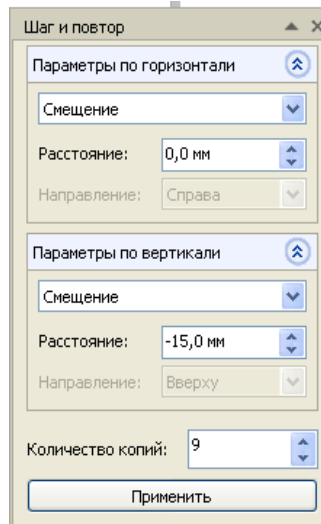 Шаг и повтор
Параметры по горизонтали
Смещение
Расстояние: 0,0 мм
Направление: Справа
Параметры по вертикали
Смещение
Расстояние: -15,0 мм
Направление: Вверху
Количество копий: 9
Применить